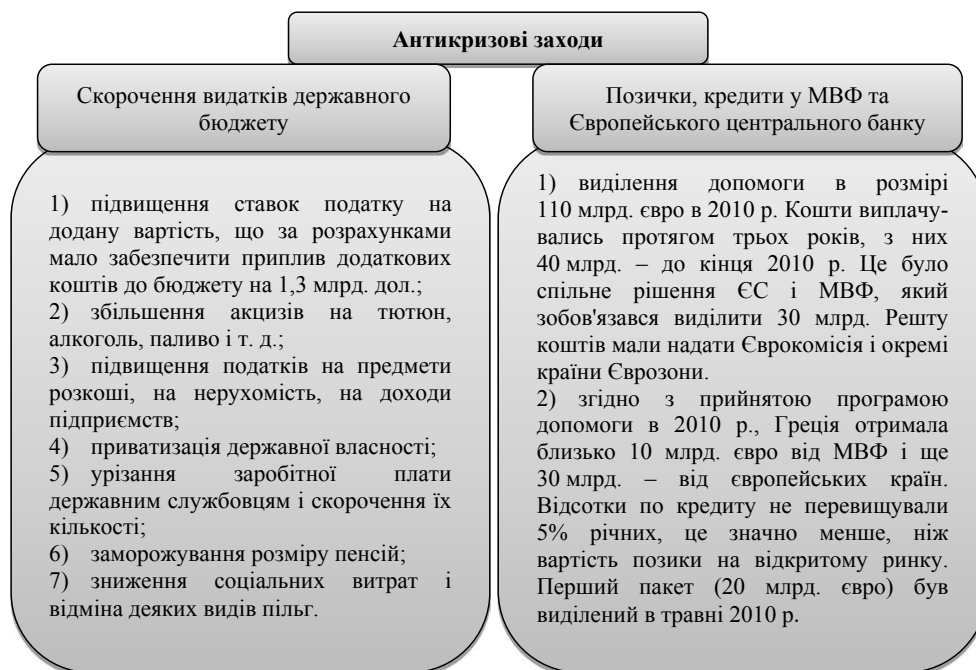 Антикризові заходи
Скорочення видатків державного
бюджету
1) підвищення ставок податку на
додану вартість, що за розрахунками
мало забезпечити приплив додаткових
коштів до бюджету на 1,3 млрд. дол.;
2) збільшення акцизів на тютюн,
алкоголь, паливо і т. д.;
3) підвищення податків на предмети
розкоші, на нерухомість, на доходи
підприємств;
4) приватизація державної власності;
5) урізання заробітної плати
державним службовцям і скорочення їх
кількості;
6) заморожування розміру пенсій;
7) зниження соціальних витрат і
відміна деяких видів пільг.
Позички, кредити у МВФ та
Європейського центрального банку
1) виділення допомоги в розмірі
110 млрд. євро в 2010 р. Кошти виплачу-
вались протягом трьох років, з них
40 млрд. – до кінця 2010 р. Це було
спільне рішення ЄС і МВФ, який
зобов'язався виділити 30 млрд. Решту
коштів мали надати Єврокомісія і окремі
країни Єврозони.
2) згідно з прийнятою програмою
допомоги в 2010 р., Греція отримала
близько 10 млрд. євро від МВФ і ще
30 млрд. – від європейських країн.
Відсотки по кредиту не перевищували
5% річних, це значно менше, ніж
вартість позики на відкритому ринку.
Перший пакет (20 млрд. євро) був
виділений в травні 2010 р.